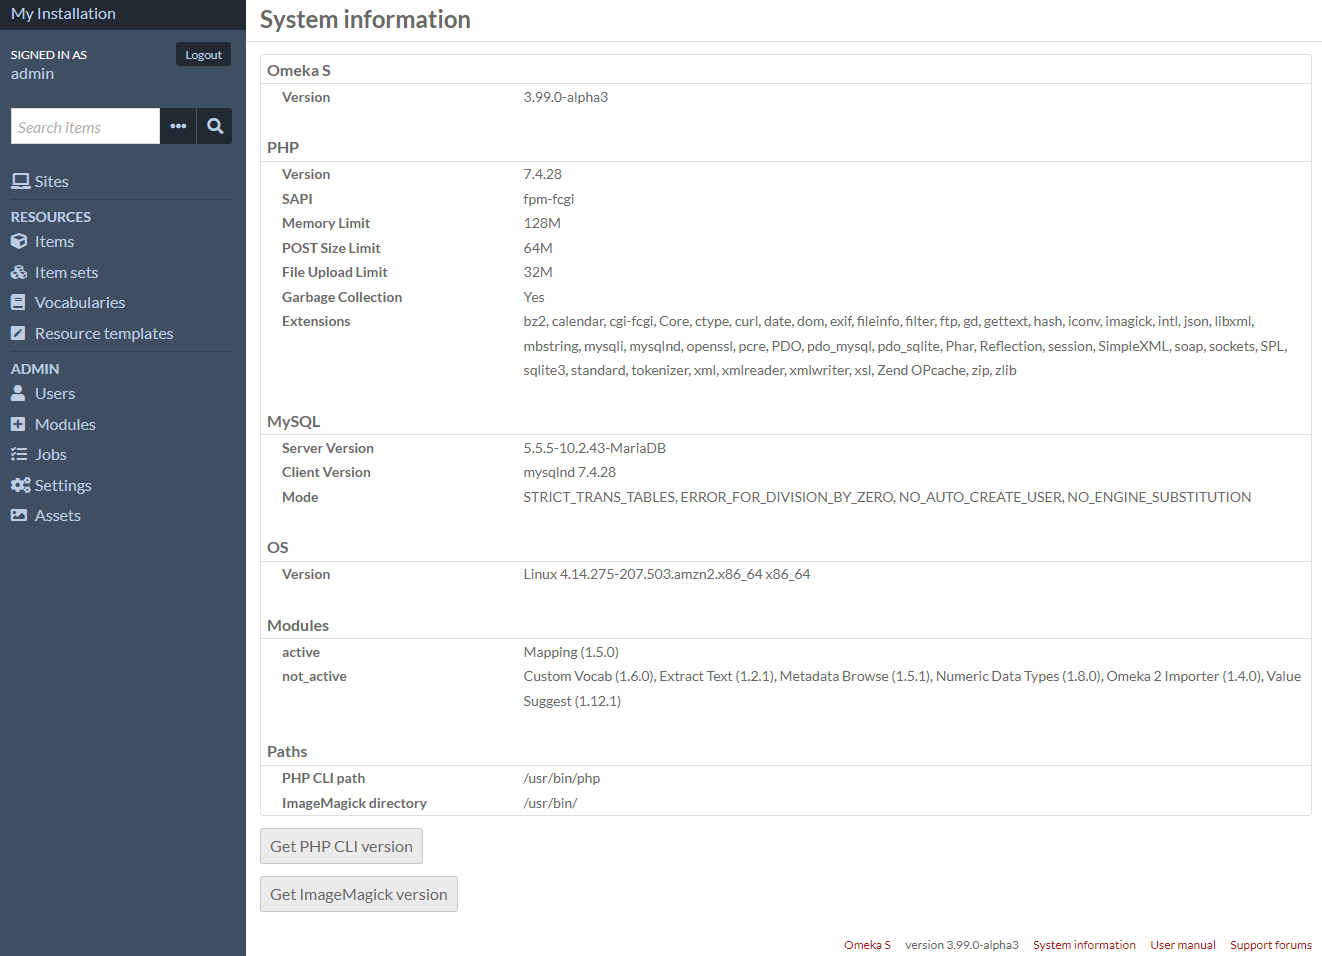 My Installation
SIGNED IN AS
admin
Logout
Search items
Sites
RESOURCES
Items
Item sets
Vocabularies
Resource templates
ADMIN
Users
Modules
Jobs
Settings
Assets
System information
Omeka S
Version 3.99.0-alpha3
PHP
Version 7.4.28
SAPI fpm-fcgi
Memory Limit 128M
POST Size Limit 64M
File Upload Limit 32M
Garbage Collection Yes
Extensions bz2, calendar, cgi-fcgi, Core, ctype, curl, date, dom, exif, fileinfo, filter, ftp, gd, gettext, hash, iconv, imagick, intl, json, libxml,
mbstring, mysqli, mysqlnd, openssl, pcre, PDO, pdo_mysql, pdo_sqlite, Phar, Reflection, session, SimpleXML, soap, sockets, SPL,
sqlite3, standard, tokenizer, xml, xmlreader, xmlwriter, xsl, Zend OPcache, zip, zlib
MySQL
Server Version 5.5.5-10.2.43-MariaDB
Client Version mysqlnd 7.4.28
Mode STRICT_TRANS_TABLES, ERROR_FOR_DIVISION_BY_ZERO, NO_AUTO_CREATE_USER, NO_ENGINE_SUBSTITUTION
OS
Version Linux 4.14.275-207.503.amzn2.x86_64 x86_64
Modules
active Mapping (1.5.0)
not_active Custom Vocab (1.6.0), Extract Text (1.2.1), Metadata Browse (1.5.1), Numeric Data Types (1.8.0), Omeka 2 Importer (1.4.0), Value
Suggest (1.12.1)
Paths
PHP CLI path /usr/bin/php
ImageMagick directory /usr/bin/
Get PHP CLI version
Get ImageMagick version
Omeka S version 3.99.0-alpha3 System information User manual Support forums